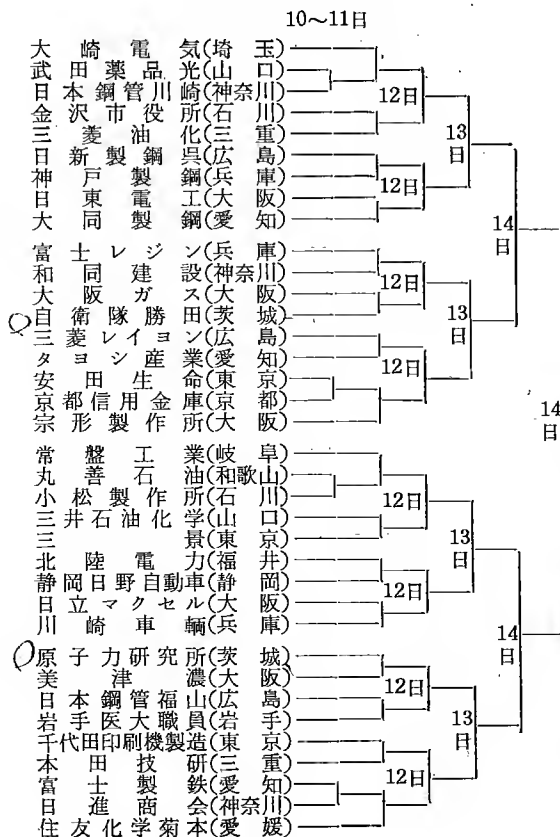 10〜11日
大崎電気(埼玉)
武田薬品光(山口)
日本鋼管川崎(神奈川)
金沢市役所(石川)
三菱油化(三重)
日新製鋼呉(広島)
神戸製鋼(兵庫)
日東電工(大阪)
大同製鋼(愛知)
12日
12日
13日
14日
富士レジン(兵庫)
和同建設(神奈川)
大阪ガス(大阪)
自衛隊勝田(茨城)
三菱レイヨン(広島)
タヨシ産業(愛知)
安田生命(東京)
京都信用金庫(京都)
宗形製作所(大阪)
12日
12日
13日
14日
常盤工業(岐阜)
丸善石油(和歌山)
小松製作所(石川)
三井石油化学(山口)
三景(東京)
北陸電力(福井)
静岡日野自動車(静岡)
日立マクセル(大阪)
川崎車輌(兵庫)
12日
12日
13日
14日
原子力研究所(茨城)
美津濃(大阪)
日本鋼管福山(広島)
岩手医大職員(岩手)
千代田印刷機製造(東京)
本田技研(三重)
富士製鉄(愛知)
日進商会(神奈川)
住友化学菊本(愛媛)
12日
12日
13日